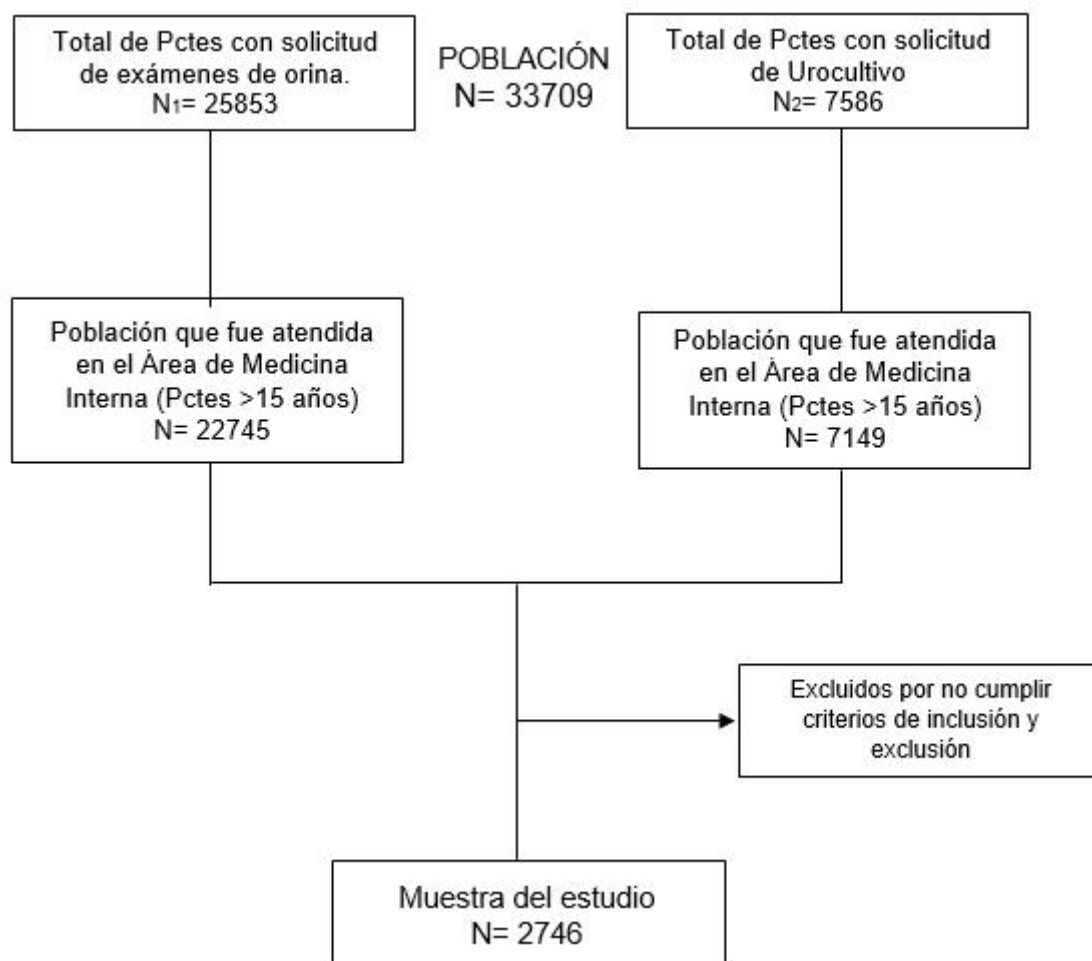 Total de Pctes con solicitud
de exámenes de orina.
N1= 25853
POBLACIÓN
N= 33709
Total de Pctes con solicitud
de Urocultivo
N2= 7586
Población que fue atendida
en el Àrea de Medicina
Interna (Pctes >15 años)
N= 22745
Población que fue atendida
en el Àrea de Medicina
Interna (Pctes >15 años)
N= 7149
Excluidos por no cumplir
criterios de inclusión y
exclusión
Muestra del estudio
N= 2746